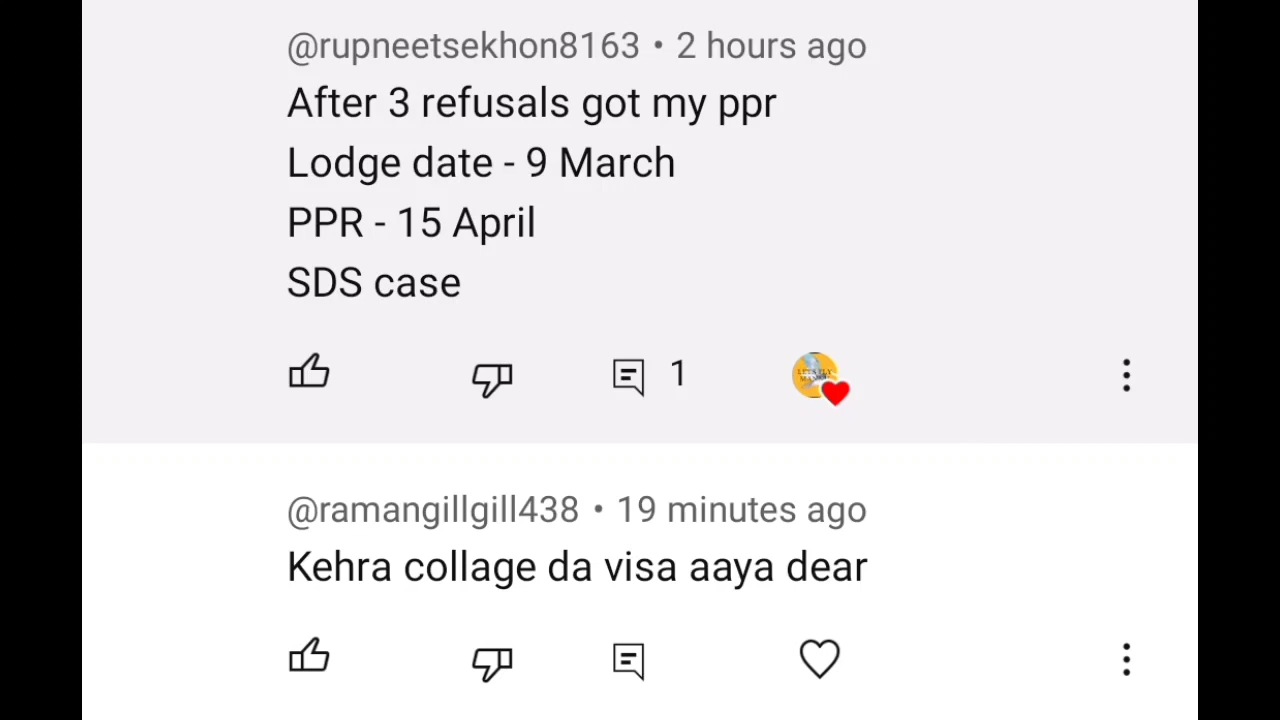 @rupneetsekhon8163 • 2 hours ago
After 3 refusals got my ppr
Lodge date - 9 March
PPR - 15 April
SDS case
1
@ramangillgill438 • 19 minutes ago
Kehra collage da visa aaya dear